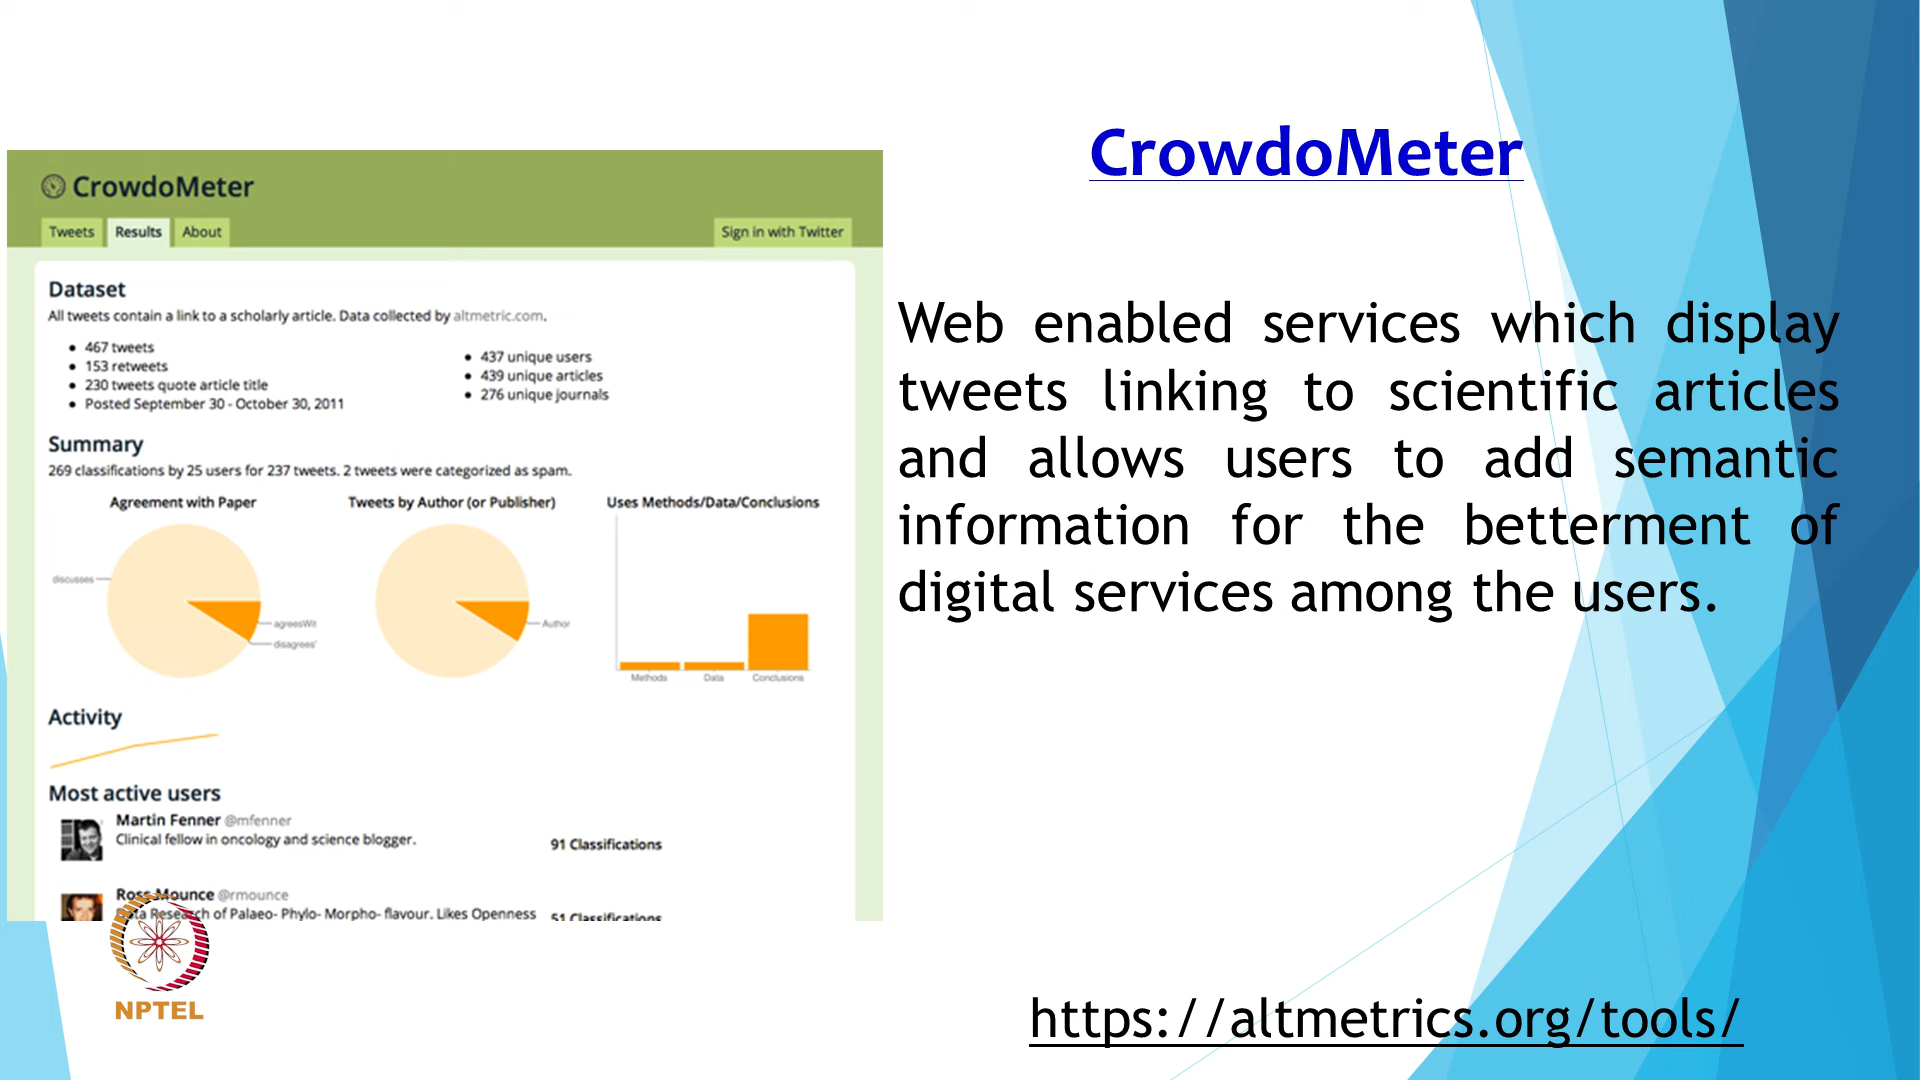 CrowdoMeter
Tweets
Results
About
Sign in with Twitter
Dataset
All tweets contain a link to a scholarly article. Data collected by altmetric.com.
467 tweets
153 retweets
230 tweets quote article title
Posted September 30 - October 30, 2011
437 unique users
439 unique articles
276 unique journals
Summary
269 classifications by 25 users for 237 tweets. 2 tweets were categorized as spam.
Agreement with Paper
discusses
agreesWit
disagrees'
Tweets by Author (or Publisher)
Author
Uses Methods/Data/Conclusions
Methods
Data
Conclusions
Activity
Most active users
Martin Fenner @mfenner
Clinical fellow in oncology and science blogger.
91 Classifications
Ross Mounce @rmounce
Research of Palaeo- Phylo- Morpho- flavour. Likes Openness
51 Classifications
NPTEL
CrowdoMeter
Web enabled services which display
tweets linking to scientific articles
and allows users to add semantic
information for the betterment of
digital services among the users.
https://altmetrics.org/tools/